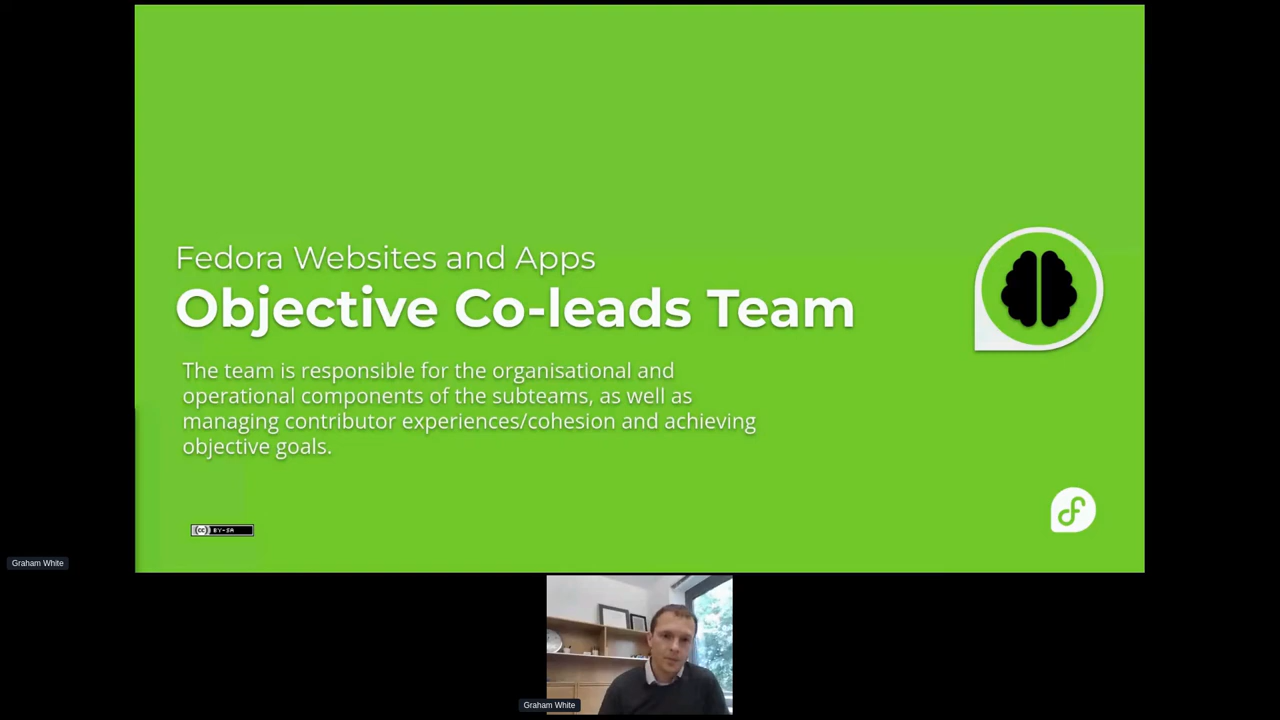 Fedora Websites and Apps
Objective Co-leads Team
The team is responsible for the organisational and
operational components of the subteams, as well as
managing contributor experiences/cohesion and achieving
objective goals.
(cc) BY-SA
Graham White
Graham White